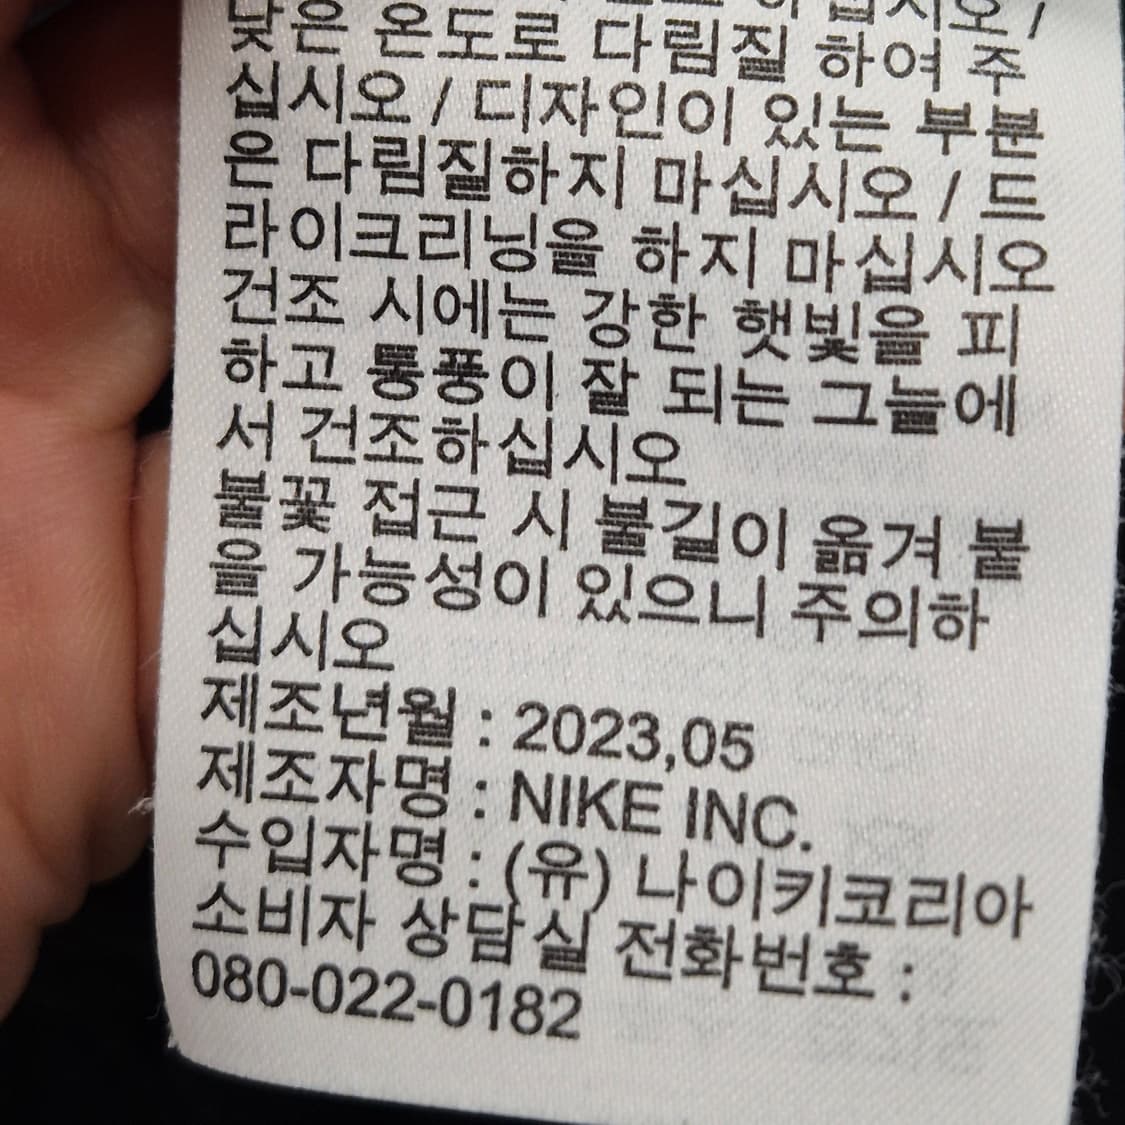 십시오 /
낮은 온도로 다림질 하여 주
십시오 / 디자인이 있는 부분
은 다림질하지 마십시오 / 드
라이크리닝을 하지 마십시오
건조 시에는 강한 햇빛을 피
하고 통풍이 잘 되는 그늘에
서 건조하십시오
불꽃 접근 시 불길이 옮겨 붙
을 가능성이 있으니 주의하
십시오
제조년월 : 2023,05
제조자명 : NIKE INC.
수입자명 : (유) 나이키코리아
소비자 상담실 전화번호 :
080-022-0182